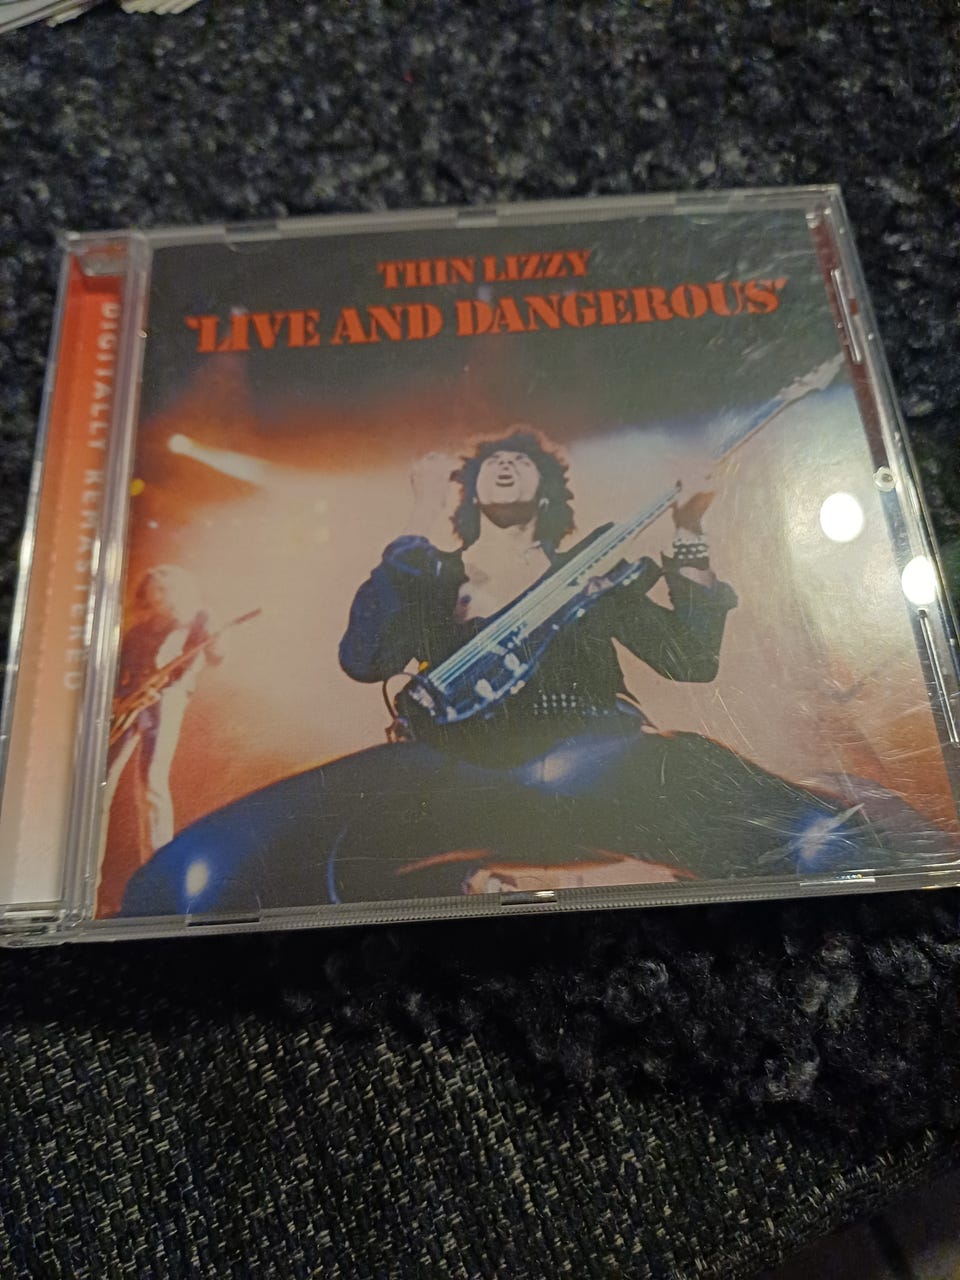 THIN LIZZY
'LIVE AND DANGEROUS'
DIGITALLY REMASTERED